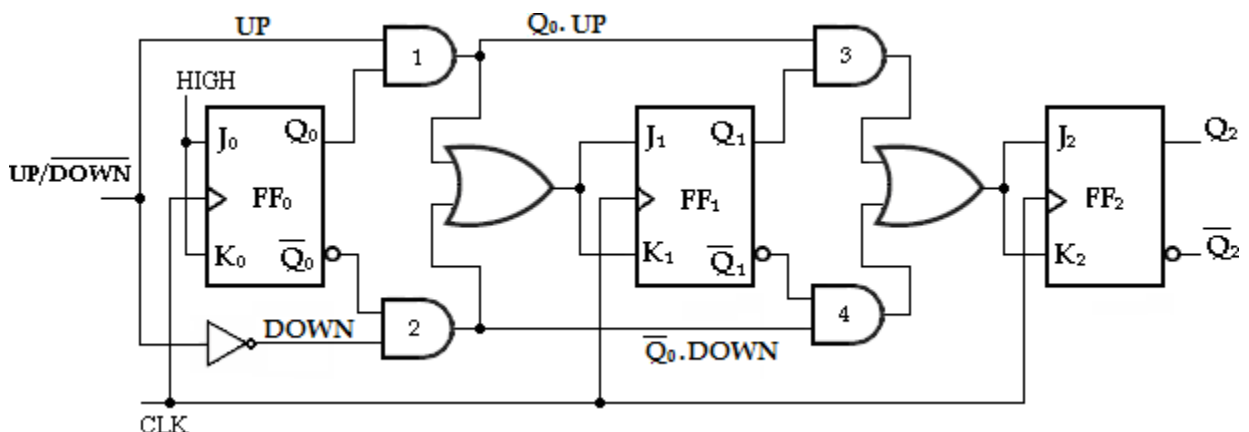 UP
Q₀. UP
1
3
HIGH
J₀
Q₀
J₁
Q₁
J₂
Q₂
UP/D̅O̅W̅N̅
FF₀
FF₁
FF₂
K₀
Q̅₀
K₁
Q̅₁
K₂
Q̅₂
2
4
DOWN
Q̅₀.DOWN
CLK